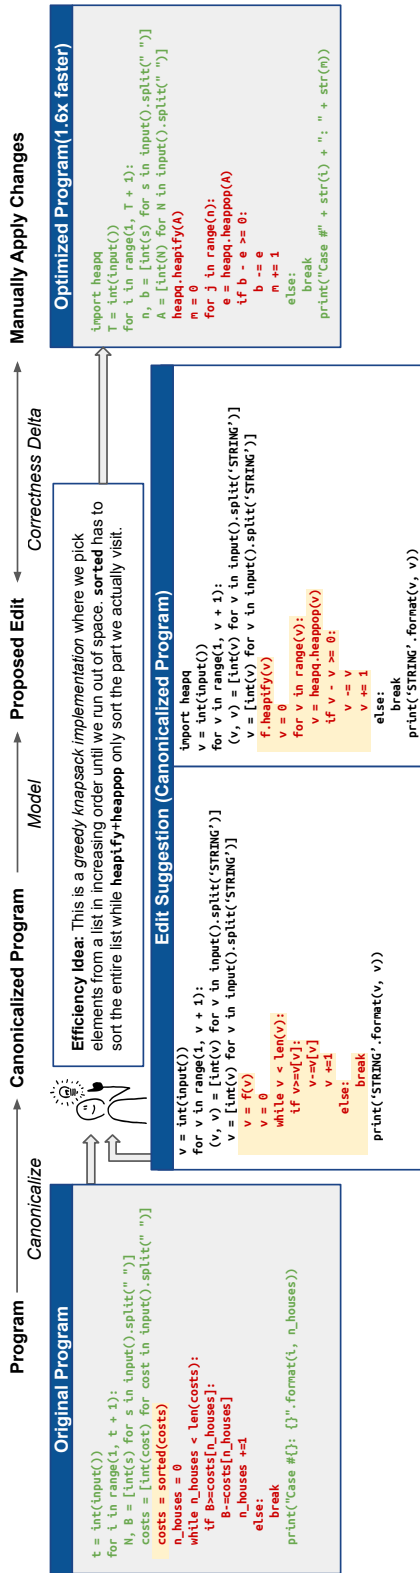 Program
Canonicalize
Canonicalized Program
Model
Proposed Edit
Correctness Delta
Manually Apply Changes
Original Program
t = int(input())
for i in range(1, t + 1):
N, B = [int(s) for s in input().split(" ")]
costs = [int(cost) for cost in input().split(" ")]
costs = sorted(costs)
n_houses = 0
while n_houses < len(costs):
if B>=costs[n_houses]:
B-=costs[n_houses]
n_houses +=1
else:
break
print("Case #{}: {}".format(i, n_houses))
Efficiency Idea: This is a greedy knapsack implementation where we pick
elements from a list in increasing order until we run out of space. sorted has to
sort the entire list while heapify+heappop only sort the part we actually visit.
Edit Suggestion (Canonicalized Program)
v = int(input())
for v in range(1, v + 1):
(v, v) = [int(v) for v in input().split(‘STRING’)]
v = [int(v) for v in input().split(‘STRING’)]
v = f(v)
v = 0
while v < len(v):
if v>=v[v]:
v-=v[v]
v +=1
else:
break
print(‘STRING’.format(v, v))
import heapq
v = int(input())
for v in range(1, v + 1):
(v, v) = [int(v) for v in input().split(‘STRING’)]
v = [int(v) for v in input().split(‘STRING’)]
f.heapify(v)
v = 0
for v in range(v):
v = heapq.heappop(v)
if v - v >= 0:
v -= v
v += 1
else:
break
print(‘STRING’.format(v, v))
Optimized Program(1.6x faster)
import heapq
T = int(input())
for i in range(1, T + 1):
n, b = [int(s) for s in input().split(" ")]
A = [int(N) for N in input().split(" ")]
heapq.heapify(A)
m = 0
for j in range(n):
e = heapq.heappop(A)
if b - e >= 0:
b -= e
m += 1
else:
break
print("Case #" + str(i) + ": " + str(m))